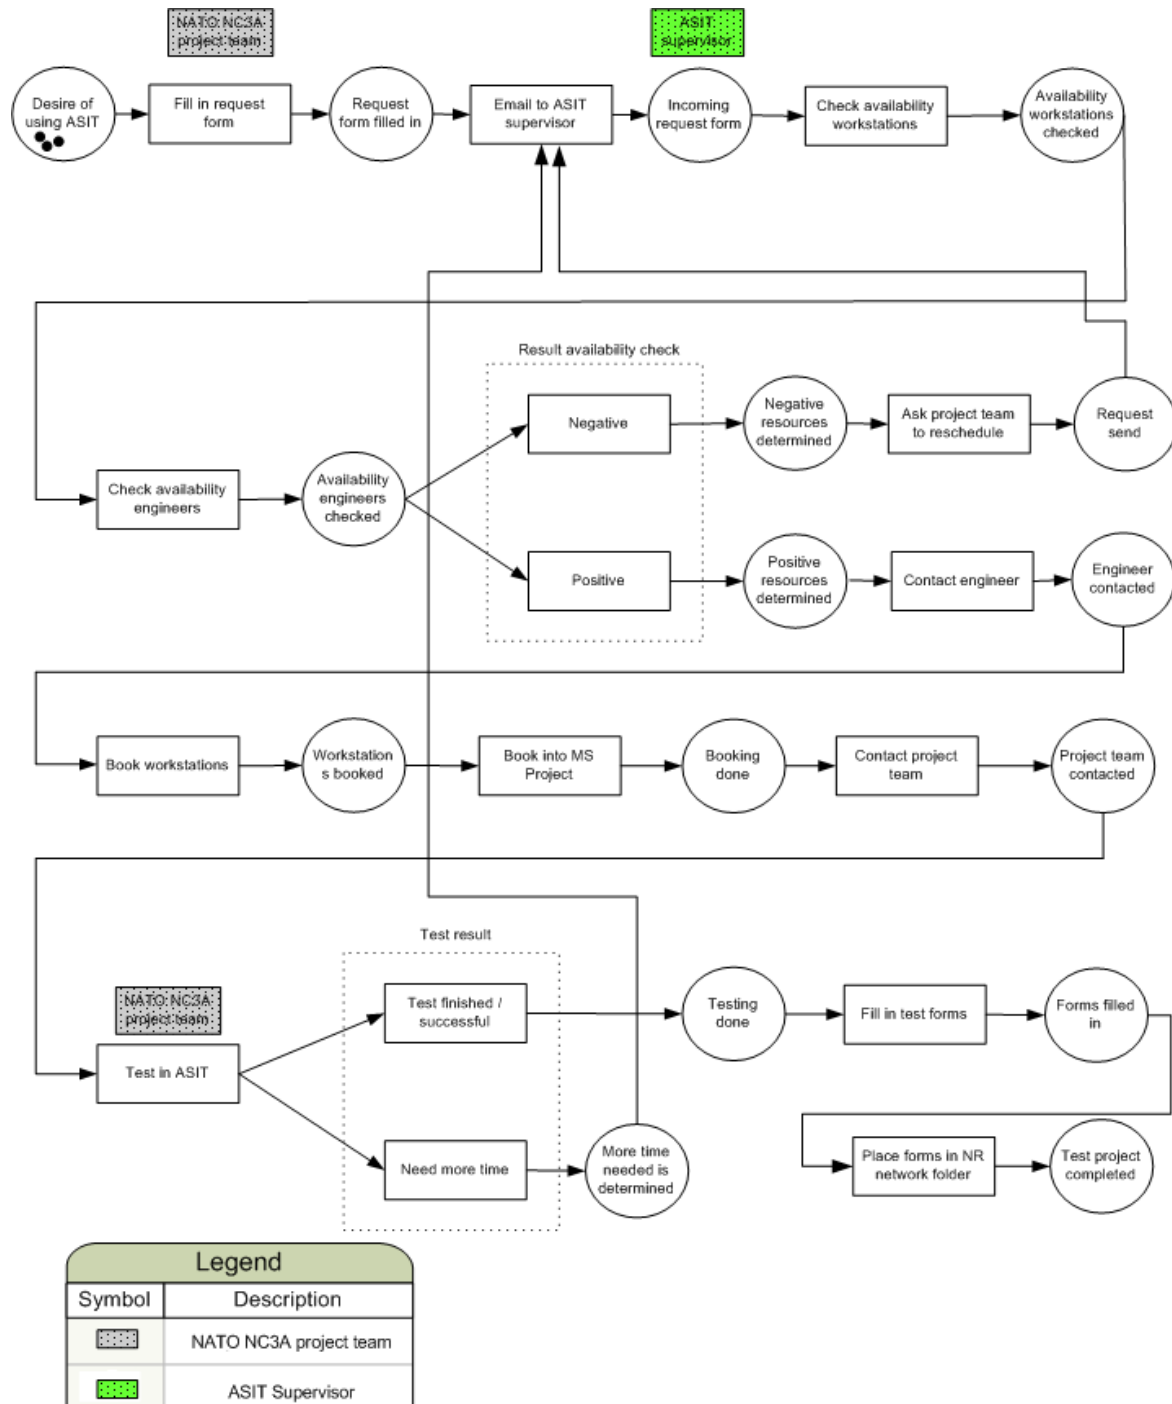 NATO NC3A
project team
ASIT
supervisor
Desire of
using ASIT
Fill in request
form
Request
form filled in
Email to ASIT
supervisor
Incoming
request form
Check availability
workstations
Availability
workstations
checked
Result availability check
Negative
Negative
resources
determined
Ask project team
to reschedule
Request
send
Check availability
engineers
Availability
engineers
checked
Positive
Positive
resources
determined
Contact engineer
Engineer
contacted
Book workstations
Workstation
s booked
Book into MS
Project
Booking
done
Contact project
team
Project team
contacted
Test result
NATO NC3A
project team
Test in ASIT
Test finished /
successful
Testing
done
Fill in test forms
Forms filled
in
Need more time
More time
needed is
determined
Place forms in NR
network folder
Test project
completed
Legend
Symbol
Description
NATO NC3A project team
ASIT Supervisor